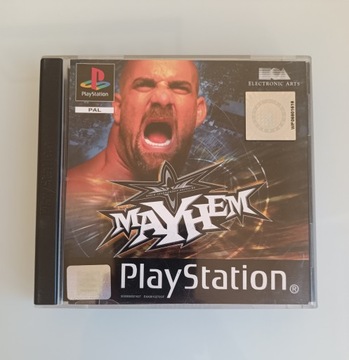 PlayStation
PAL
ELECTRONIC ARTS
MAYHEM
PlayStation®